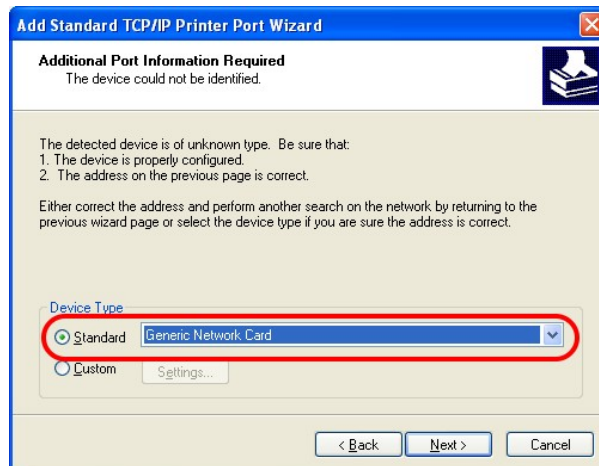 Add Standard TCP/IP Printer Port Wizard
Additional Port Information Required
The device could not be identified.
The detected device is of unknown type.  Be sure that:
1. The device is properly configured.
2.  The address on the previous page is correct.
Either correct the address and perform another search on the network by returning to the
previous wizard page or select the device type if you are sure the address is correct.
Device Type
Standard Generic Network Card
Custom Settings...
< Back Next > Cancel